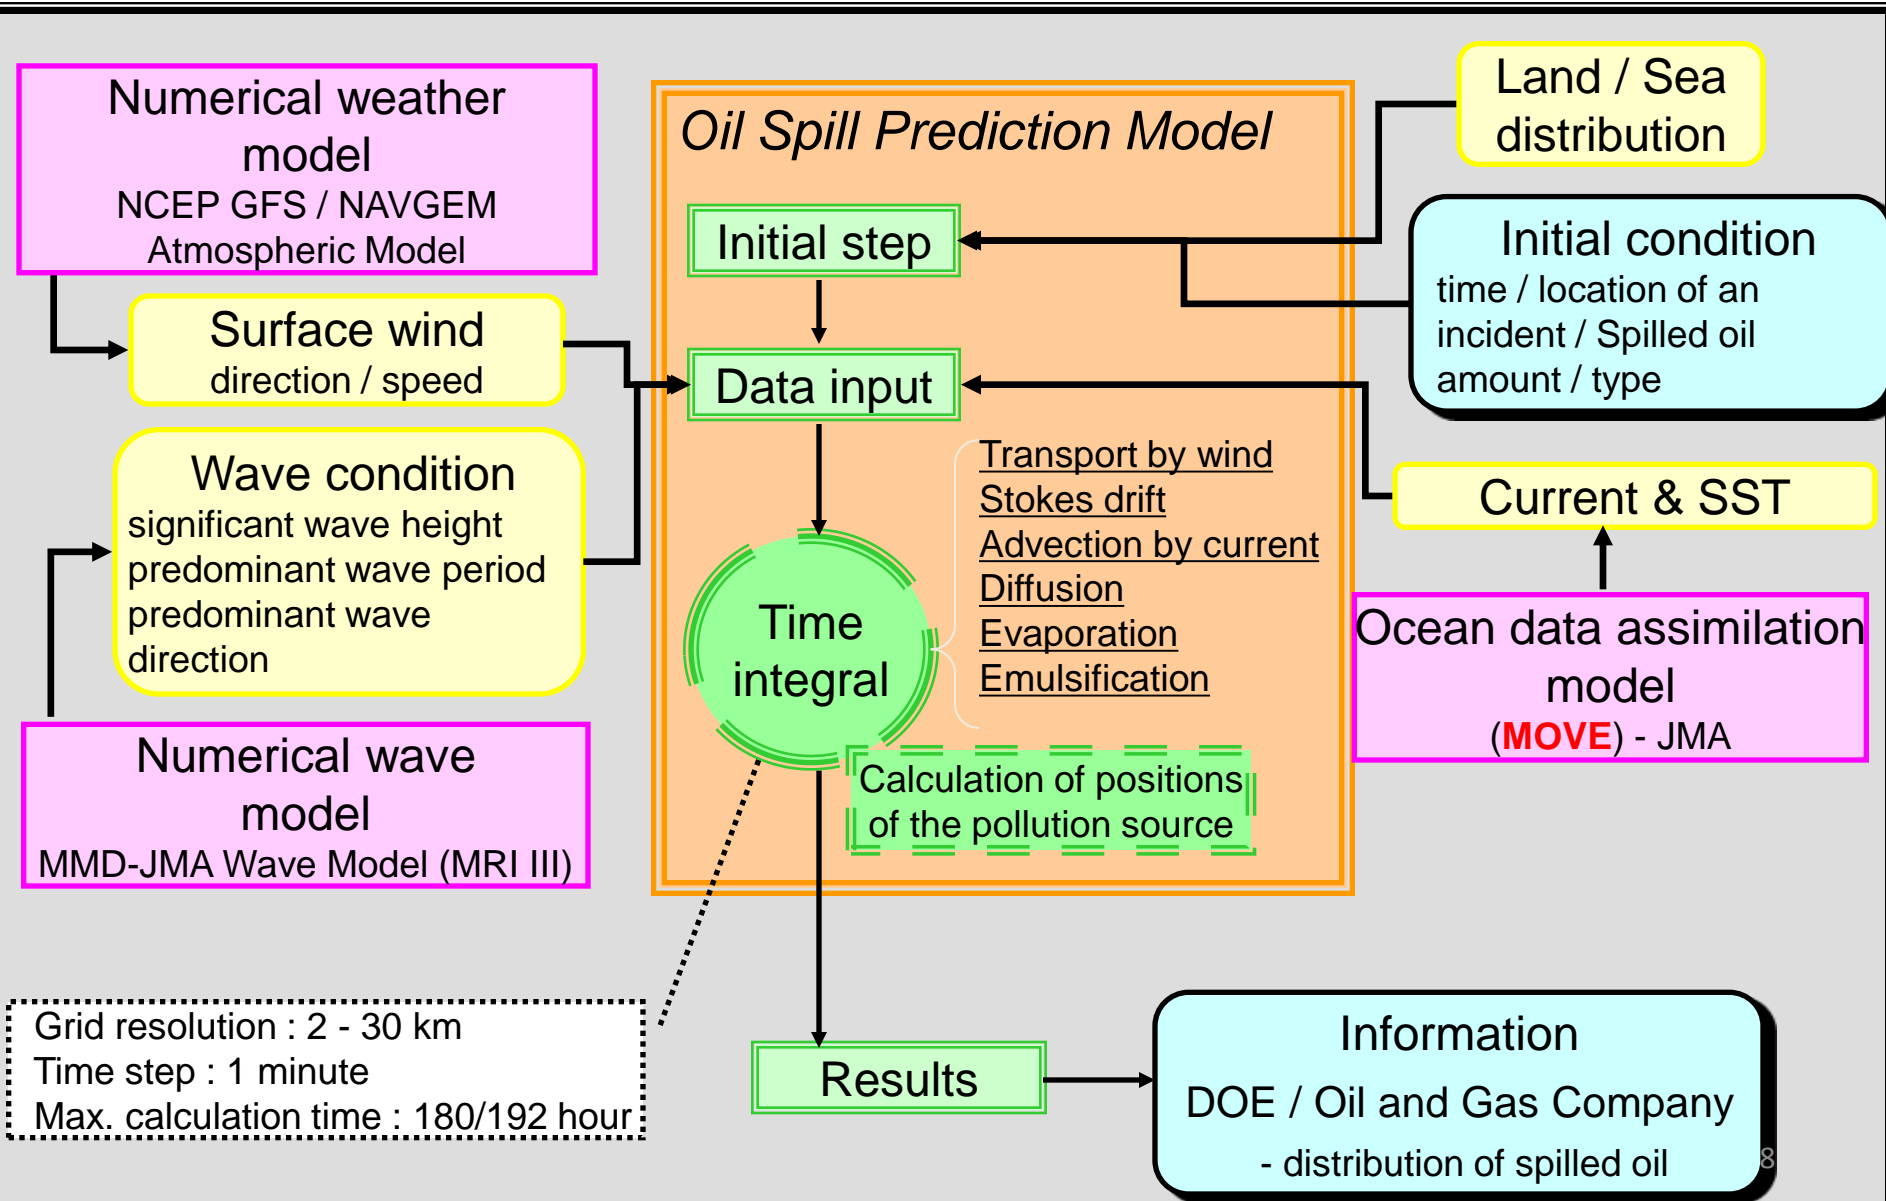 Numerical weather
model
NCEP GFS / NAVGEM
Atmospheric Model
Surface wind
direction / speed
Wave condition
significant wave height
predominant wave period
predominant wave
direction
Numerical wave
model
MMD-JMA Wave Model (MRI III)
Oil Spill Prediction Model
Initial step
Data input
Time
integral
Transport by wind
Stokes drift
Advection by current
Diffusion
Evaporation
Emulsification
Calculation of positions
of the pollution source
Land / Sea
distribution
Initial condition
time / location of an
incident / Spilled oil
amount / type
Current & SST
Ocean data assimilation
model
(MOVE) - JMA
Grid resolution : 2 - 30 km
Time step : 1 minute
Max. calculation time : 180/192 hour
Results
Information
DOE / Oil and Gas Company
- distribution of spilled oil
8